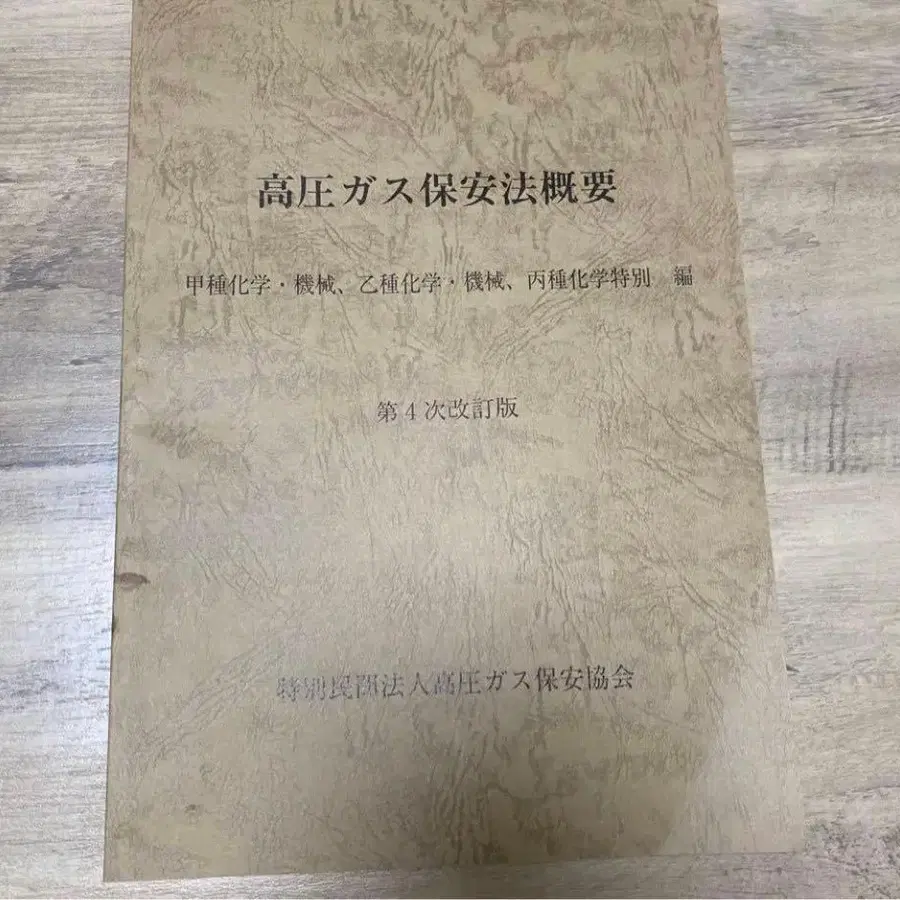 高圧ガス保安法概要
甲種化学・機械、乙種化学・機械、丙種化学特別 編
第4次改訂版
特別民間法人高圧ガス保安協会